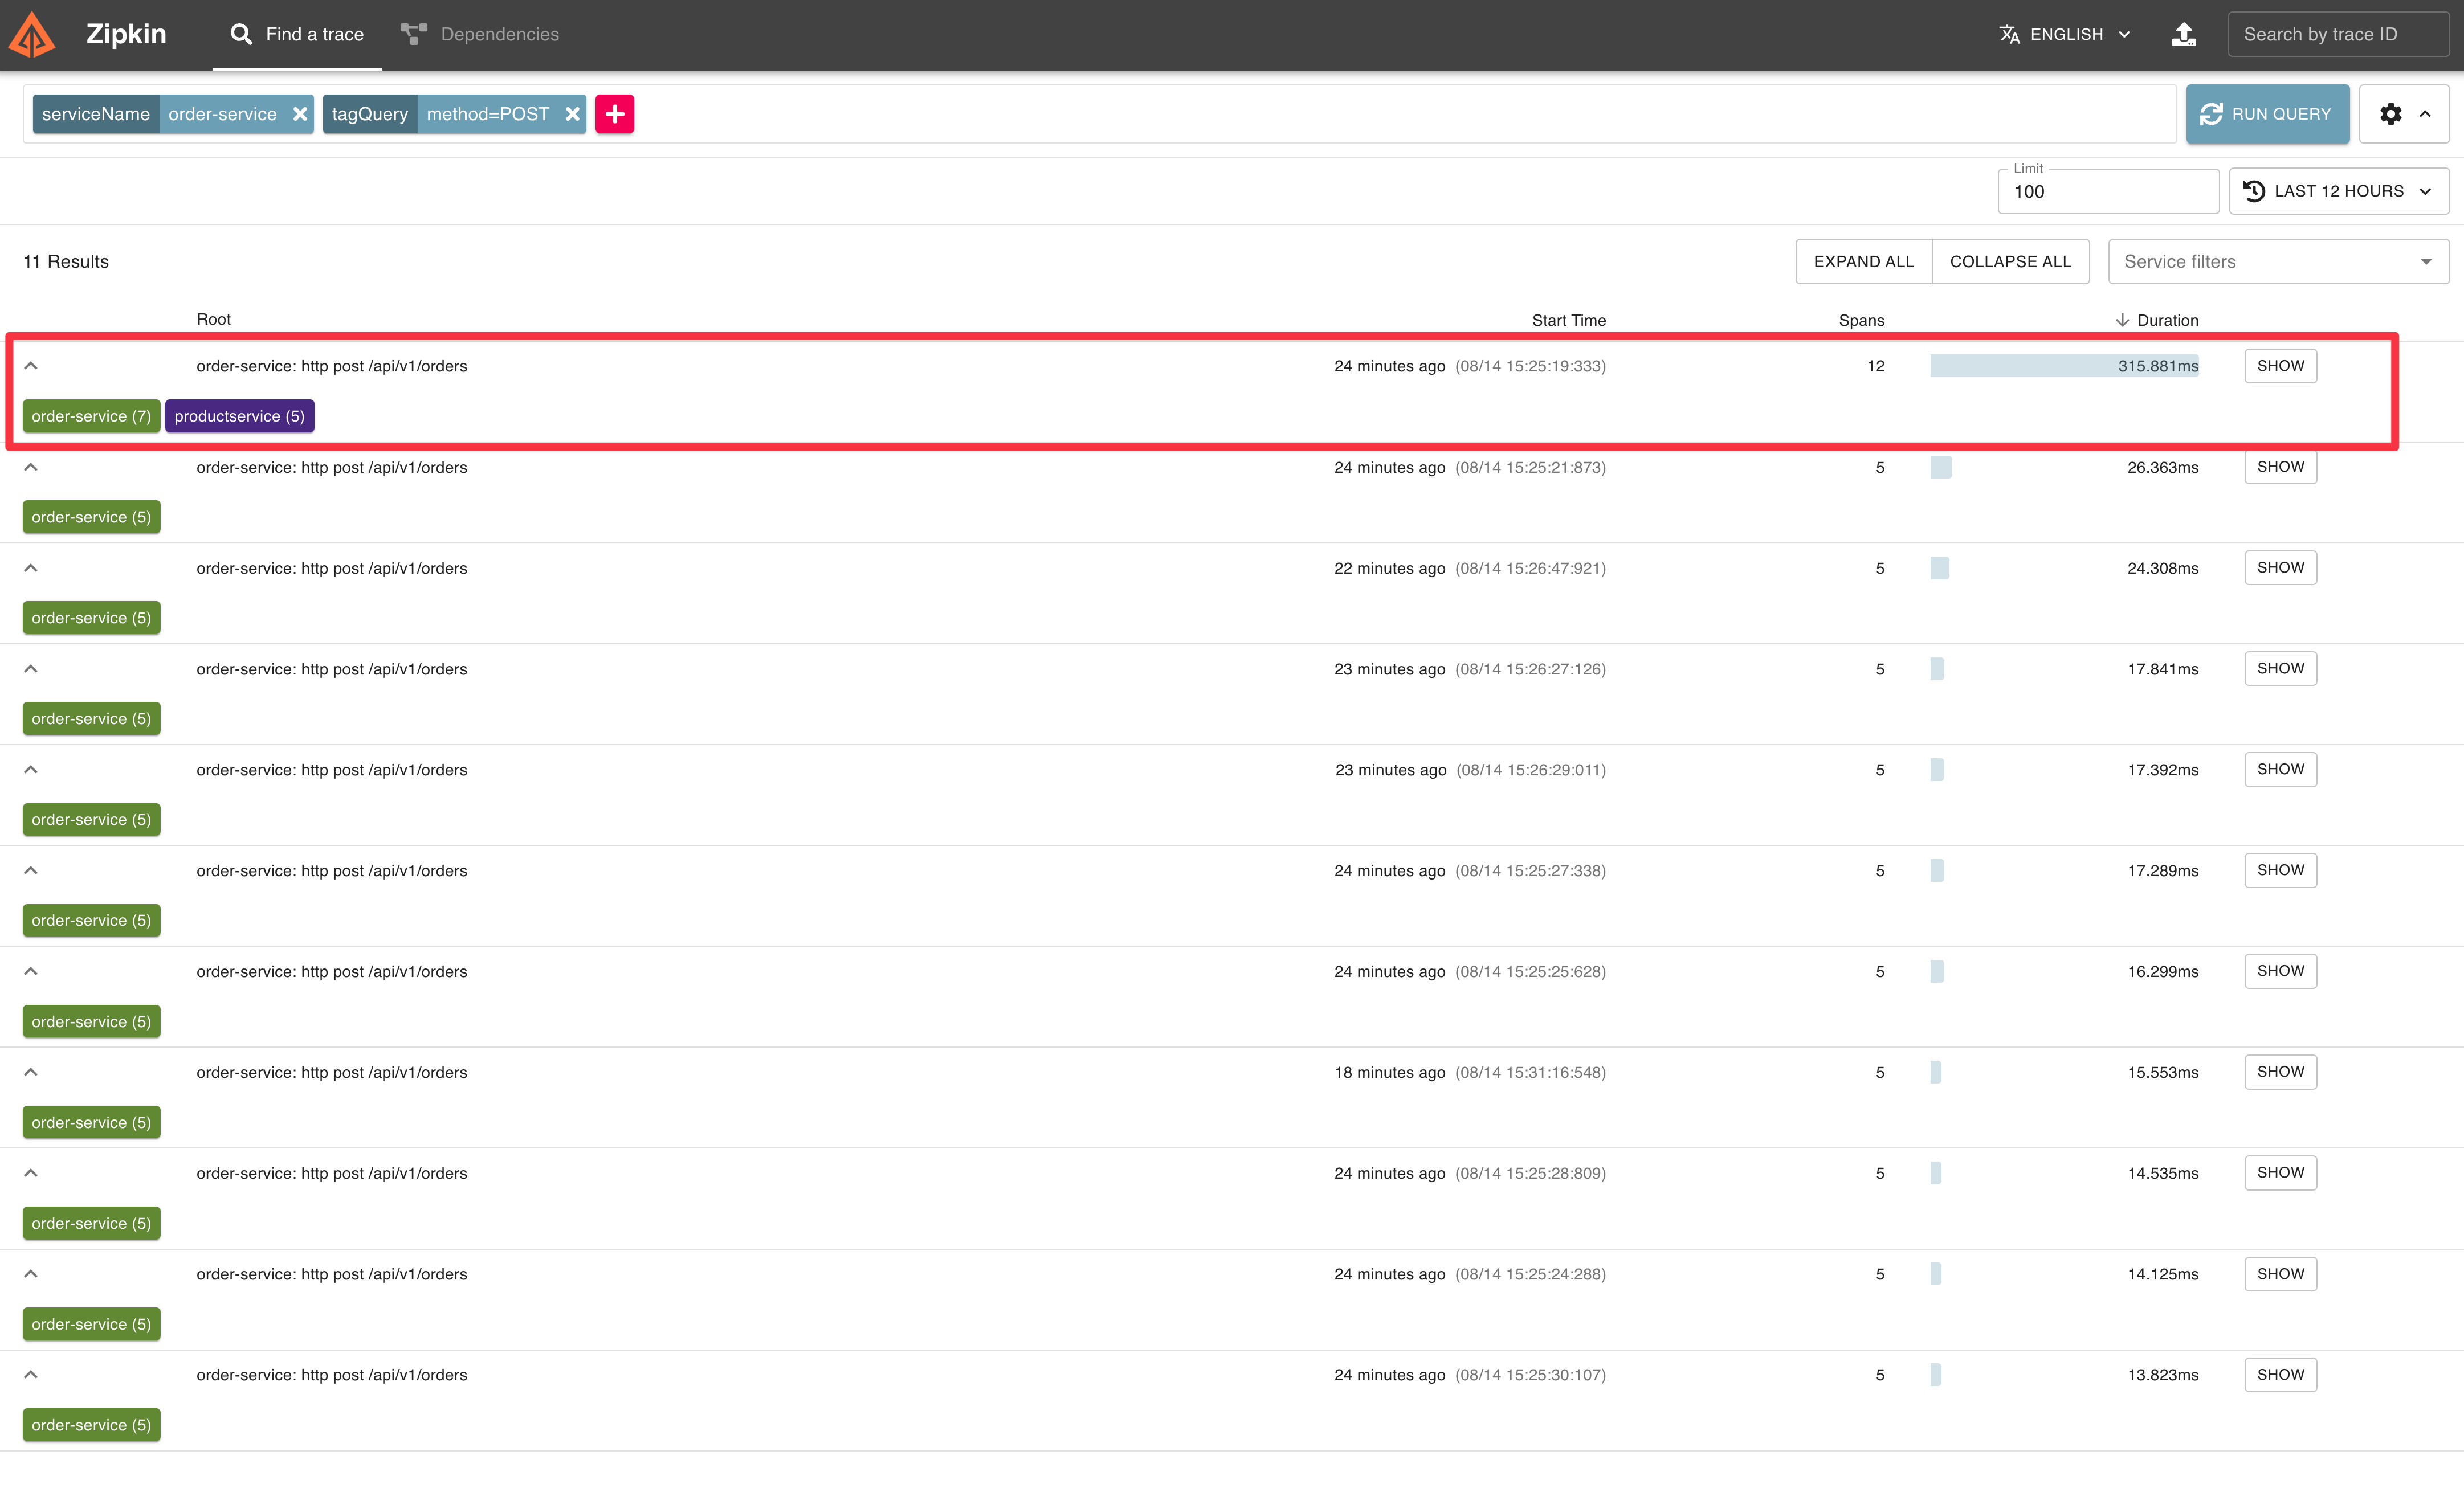 Zipkin Find a trace Dependencies ENGLISH Search by trace ID
serviceName order-service tagQuery method=POST RUN QUERY
Limit
100 LAST 12 HOURS
11 Results EXPAND ALL COLLAPSE ALL Service filters
Root Start Time Spans Duration
order-service: http post /api/v1/orders 24 minutes ago (08/14 15:25:19:333) 12 315.881ms SHOW
order-service (7) productservice (5)
order-service: http post /api/v1/orders 24 minutes ago (08/14 15:25:21:873) 5 26.363ms SHOW
order-service (5)
order-service: http post /api/v1/orders 22 minutes ago (08/14 15:26:47:921) 5 24.308ms SHOW
order-service (5)
order-service: http post /api/v1/orders 23 minutes ago (08/14 15:26:27:126) 5 17.841ms SHOW
order-service (5)
order-service: http post /api/v1/orders 23 minutes ago (08/14 15:26:29:011) 5 17.392ms SHOW
order-service (5)
order-service: http post /api/v1/orders 24 minutes ago (08/14 15:25:27:338) 5 17.289ms SHOW
order-service (5)
order-service: http post /api/v1/orders 24 minutes ago (08/14 15:25:25:628) 5 16.299ms SHOW
order-service (5)
order-service: http post /api/v1/orders 18 minutes ago (08/14 15:31:16:548) 5 15.553ms SHOW
order-service (5)
order-service: http post /api/v1/orders 24 minutes ago (08/14 15:25:28:809) 5 14.535ms SHOW
order-service (5)
order-service: http post /api/v1/orders 24 minutes ago (08/14 15:25:24:288) 5 14.125ms SHOW
order-service (5)
order-service: http post /api/v1/orders 24 minutes ago (08/14 15:25:30:107) 5 13.823ms SHOW
order-service (5)